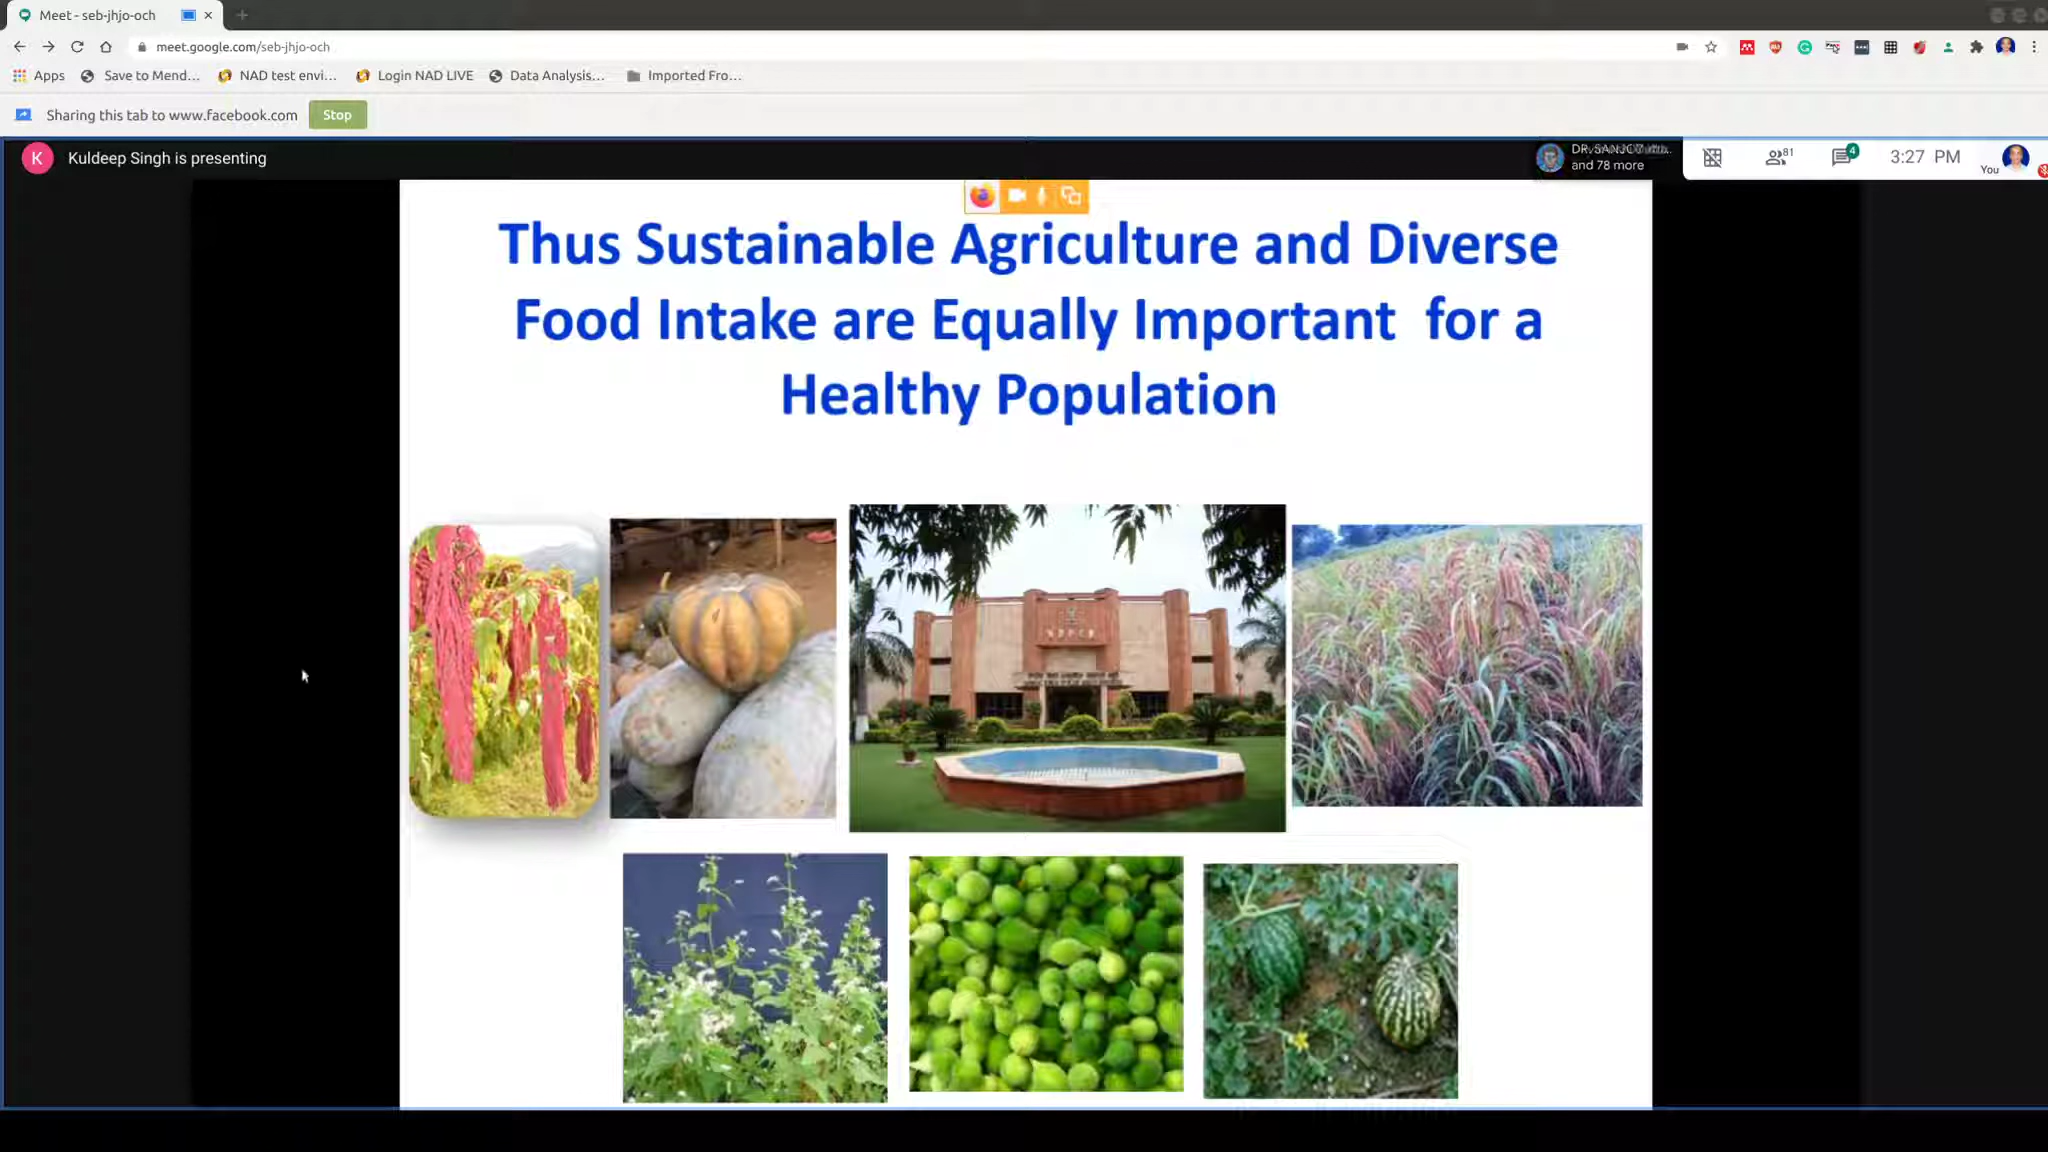 Meet - seb-jhjo-och
meet.google.com/seb-jhjo-och
Apps
Save to Mend...
NAD test envi...
Login NAD LIVE
Data Analysis...
Imported Fro...
Sharing this tab to www.facebook.com
Stop
K
Kuldeep Singh is presenting
and 78 more
81
4
3:27 PM
You
Thus Sustainable Agriculture and Diverse
Food Intake are Equally Important for a
Healthy Population